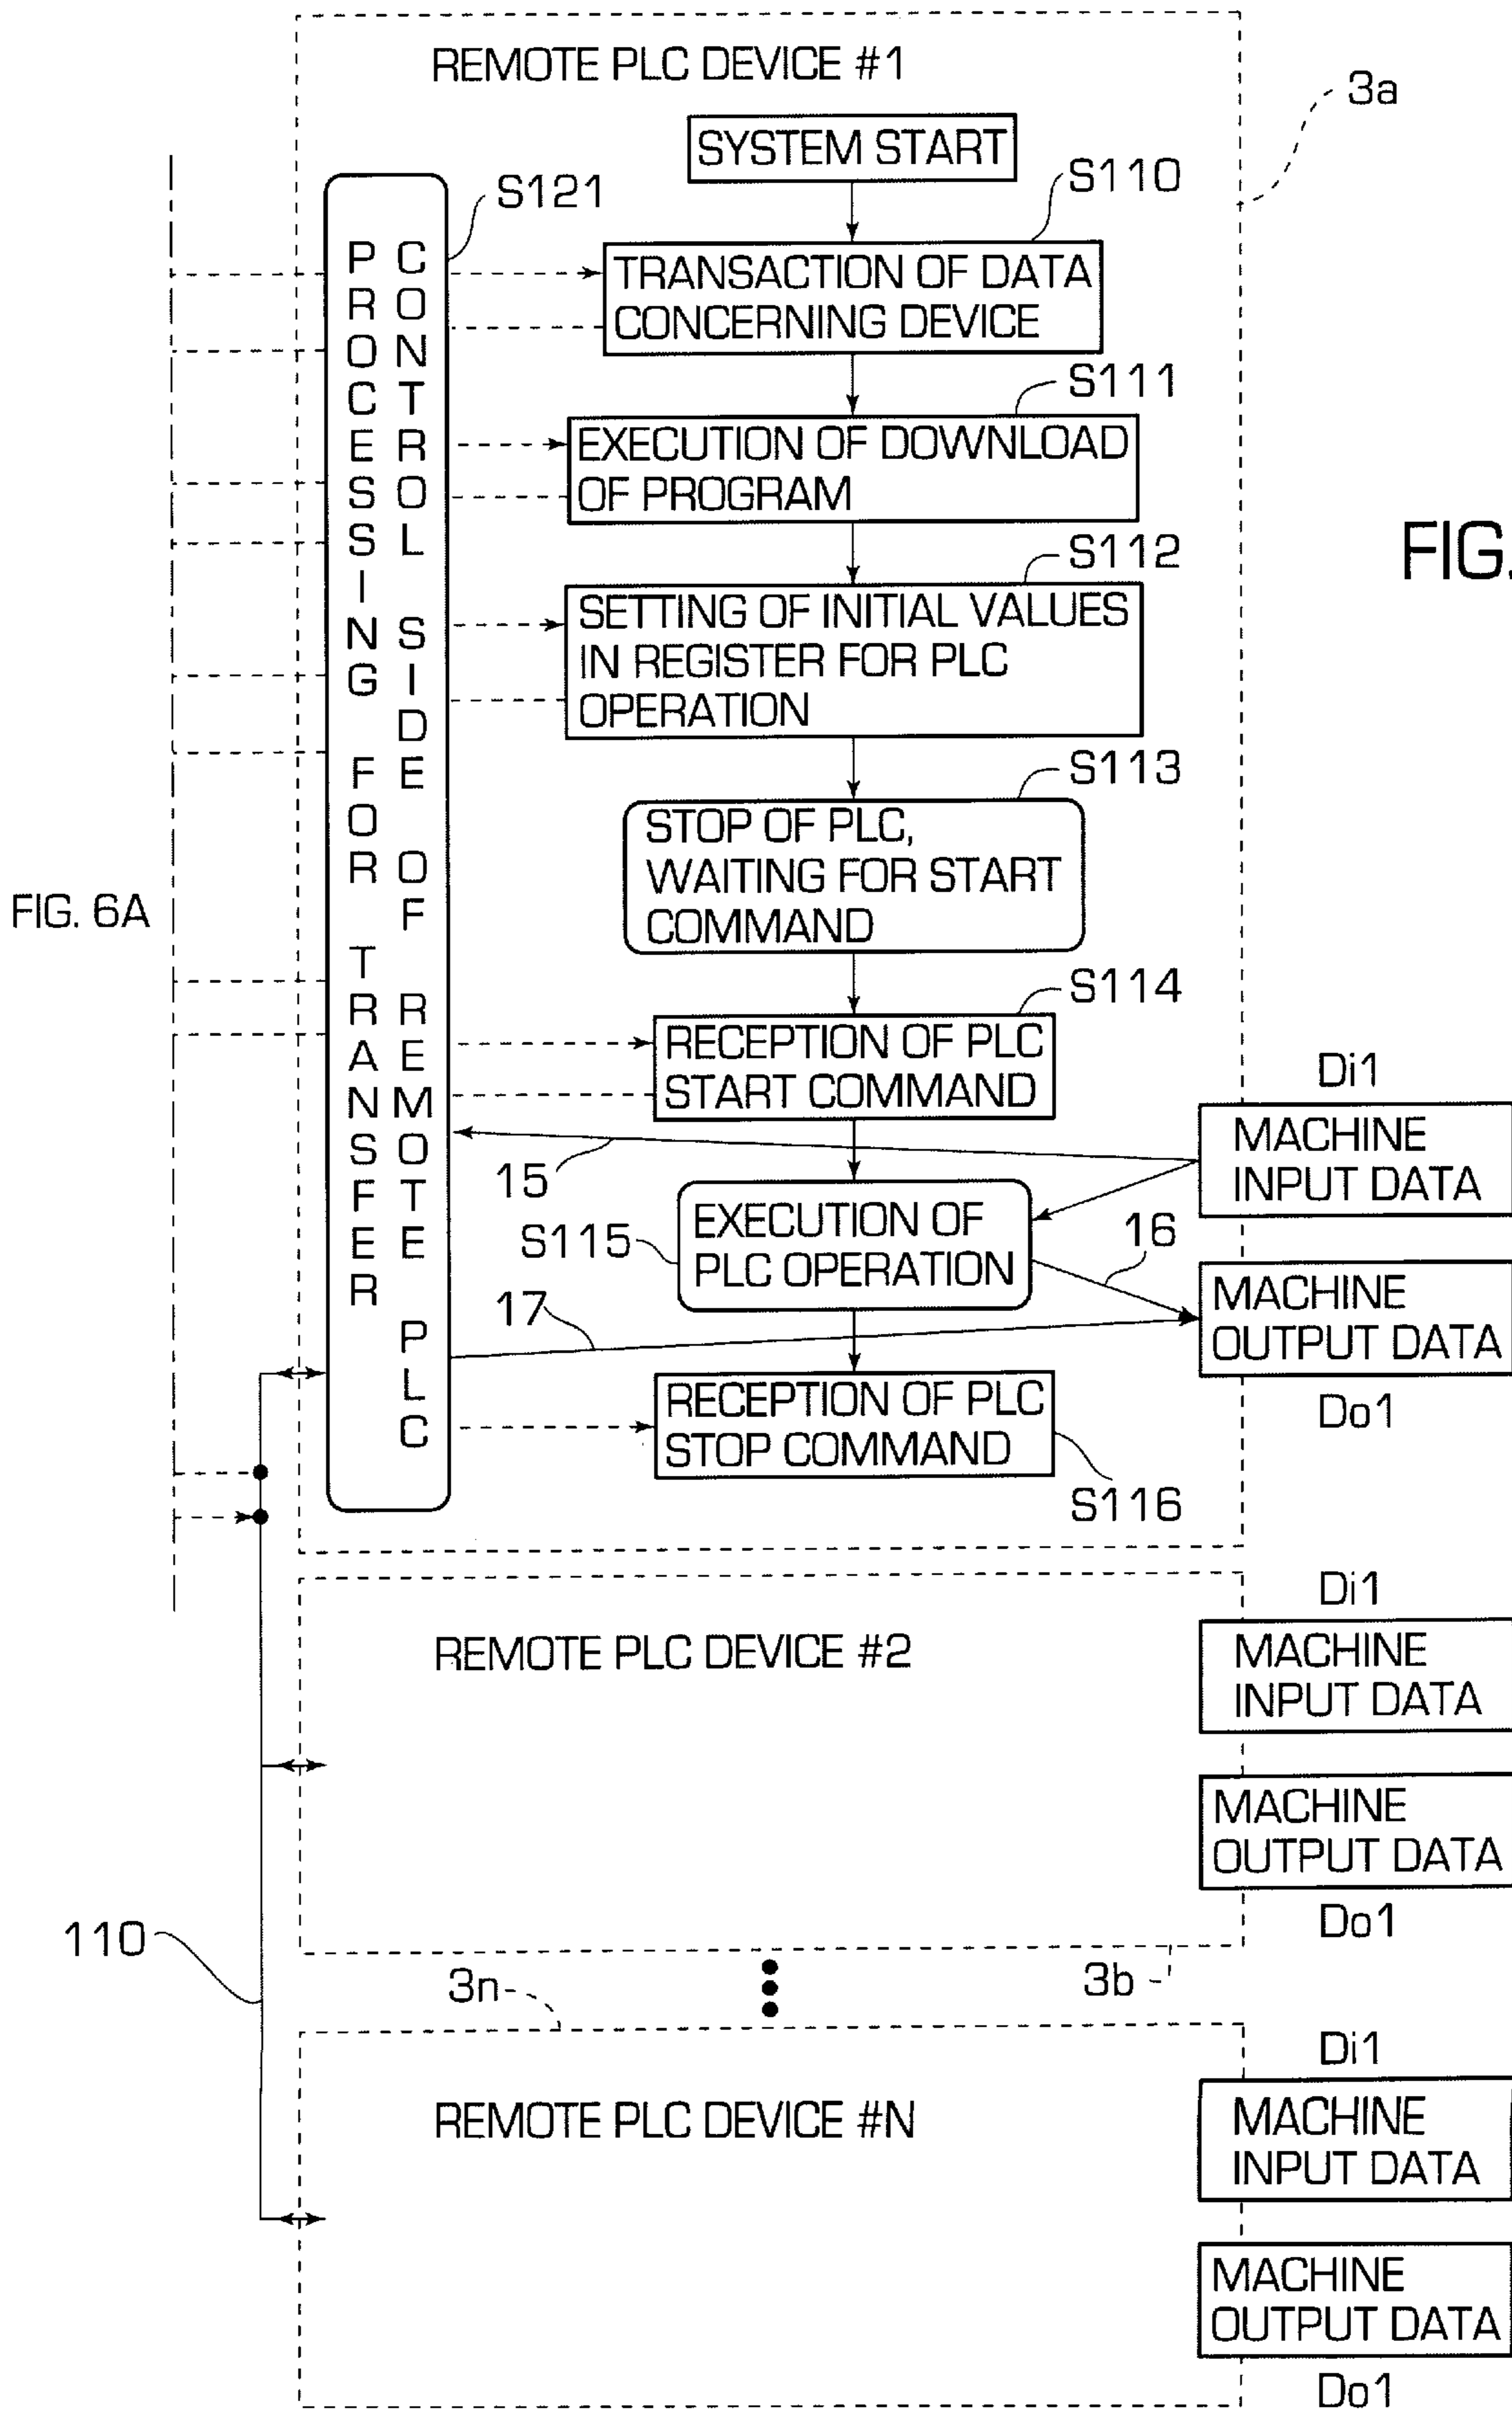 REMOTE PLC DEVICE #1
3a
SYSTEM START
S110
S121
PROCESSING FOR TRANSFER
CONTROL SIDE OF REMOTE PLC
TRANSACTION OF DATA
CONCERNING DEVICE
S111
EXECUTION OF DOWNLOAD
OF PROGRAM
FIG.
S112
SETTING OF INITIAL VALUES
IN REGISTER FOR PLC
OPERATION
S113
STOP OF PLC,
WAITING FOR START
COMMAND
FIG. 6A
S114
RECEPTION OF PLC
START COMMAND
Di1
MACHINE
INPUT DATA
15
S115
EXECUTION OF
PLC OPERATION
16
17
MACHINE
OUTPUT DATA
Do1
RECEPTION OF PLC
STOP COMMAND
S116
REMOTE PLC DEVICE #2
Di1
MACHINE
INPUT DATA
MACHINE
OUTPUT DATA
Do1
110
3n
3b
REMOTE PLC DEVICE #N
Di1
MACHINE
INPUT DATA
MACHINE
OUTPUT DATA
Do1